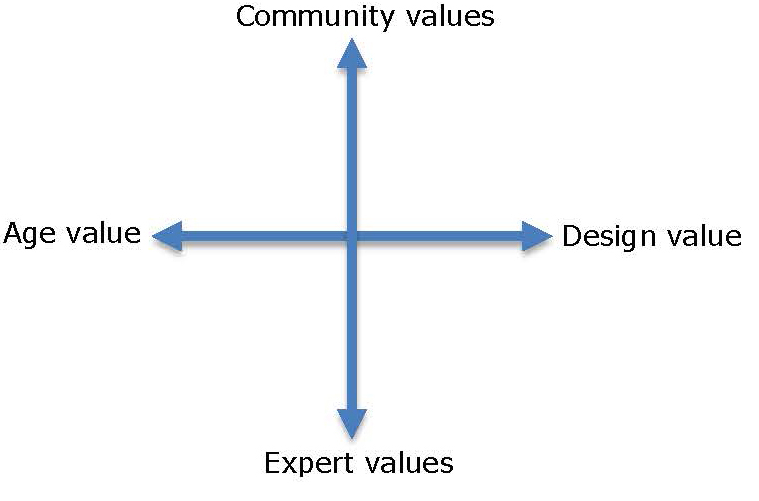 Community values
Age value
Design value
Expert values